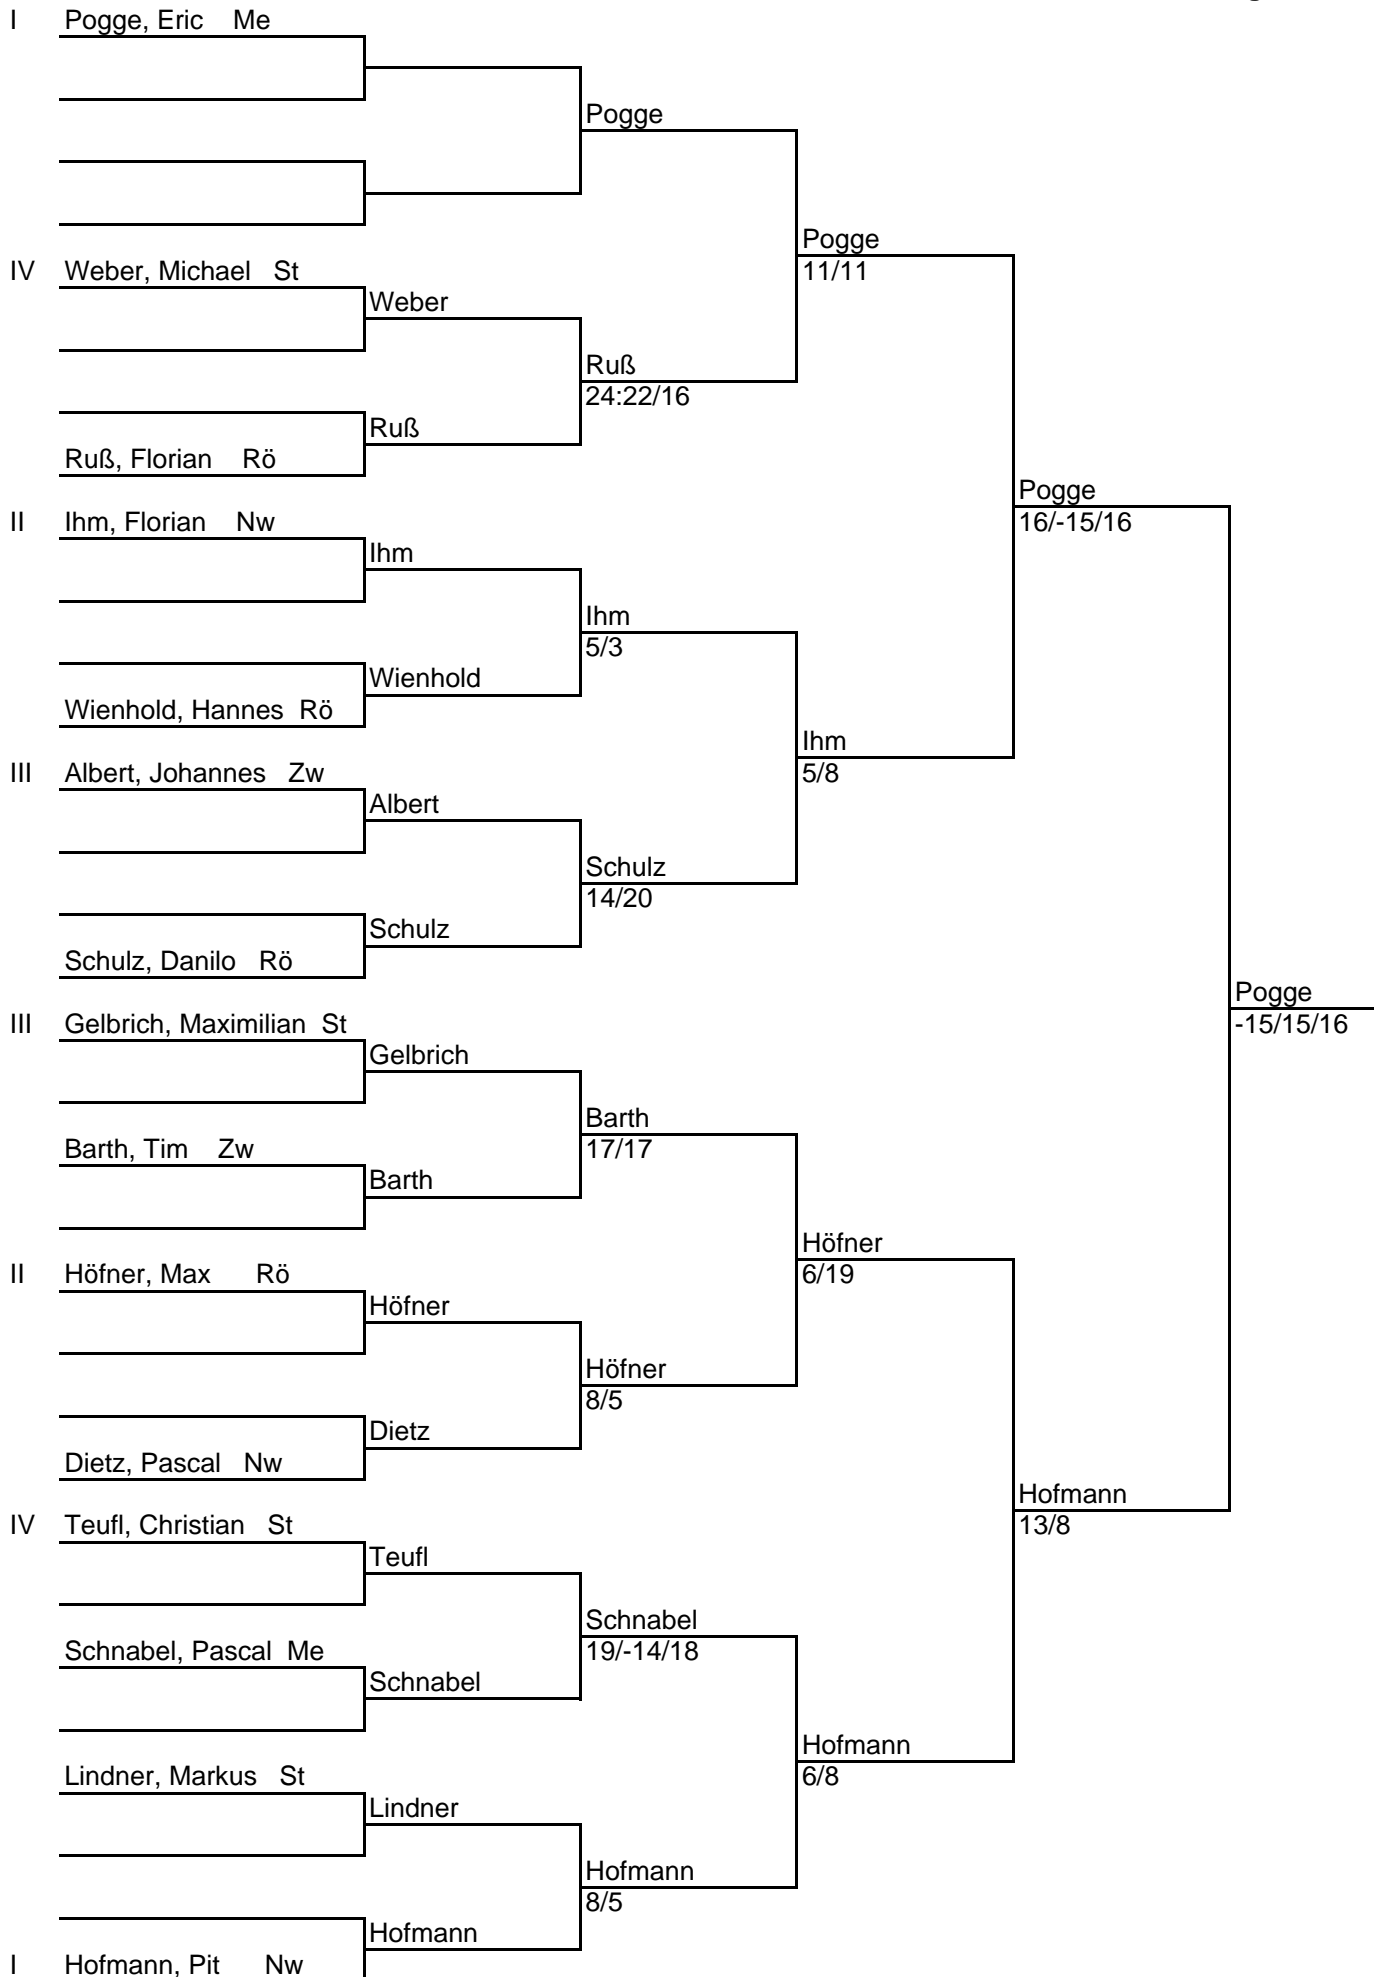 I Pogge, Eric Me
Pogge
Pogge
IV Weber, Michael St
11/11
Weber
Ruß
24:22/16
Ruß
Ruß, Florian Rö
Pogge
II Ihm, Florian Nw
16/-15/16
Ihm
Ihm
5/3
Wienhold
Wienhold, Hannes Rö
Ihm
III Albert, Johannes Zw
5/8
Albert
Schulz
14/20
Schulz
Schulz, Danilo Rö
Pogge
III Gelbrich, Maximilian St
-15/15/16
Gelbrich
Barth
Barth, Tim Zw
17/17
Barth
Höfner
II Höfner, Max Rö
6/19
Höfner
Höfner
8/5
Dietz
Dietz, Pascal Nw
Hofmann
IV Teufl, Christian St
13/8
Teufl
Schnabel
Schnabel, Pascal Me
19/-14/18
Schnabel
Hofmann
Lindner, Markus St
6/8
Lindner
Hofmann
8/5
Hofmann
I Hofmann, Pit Nw